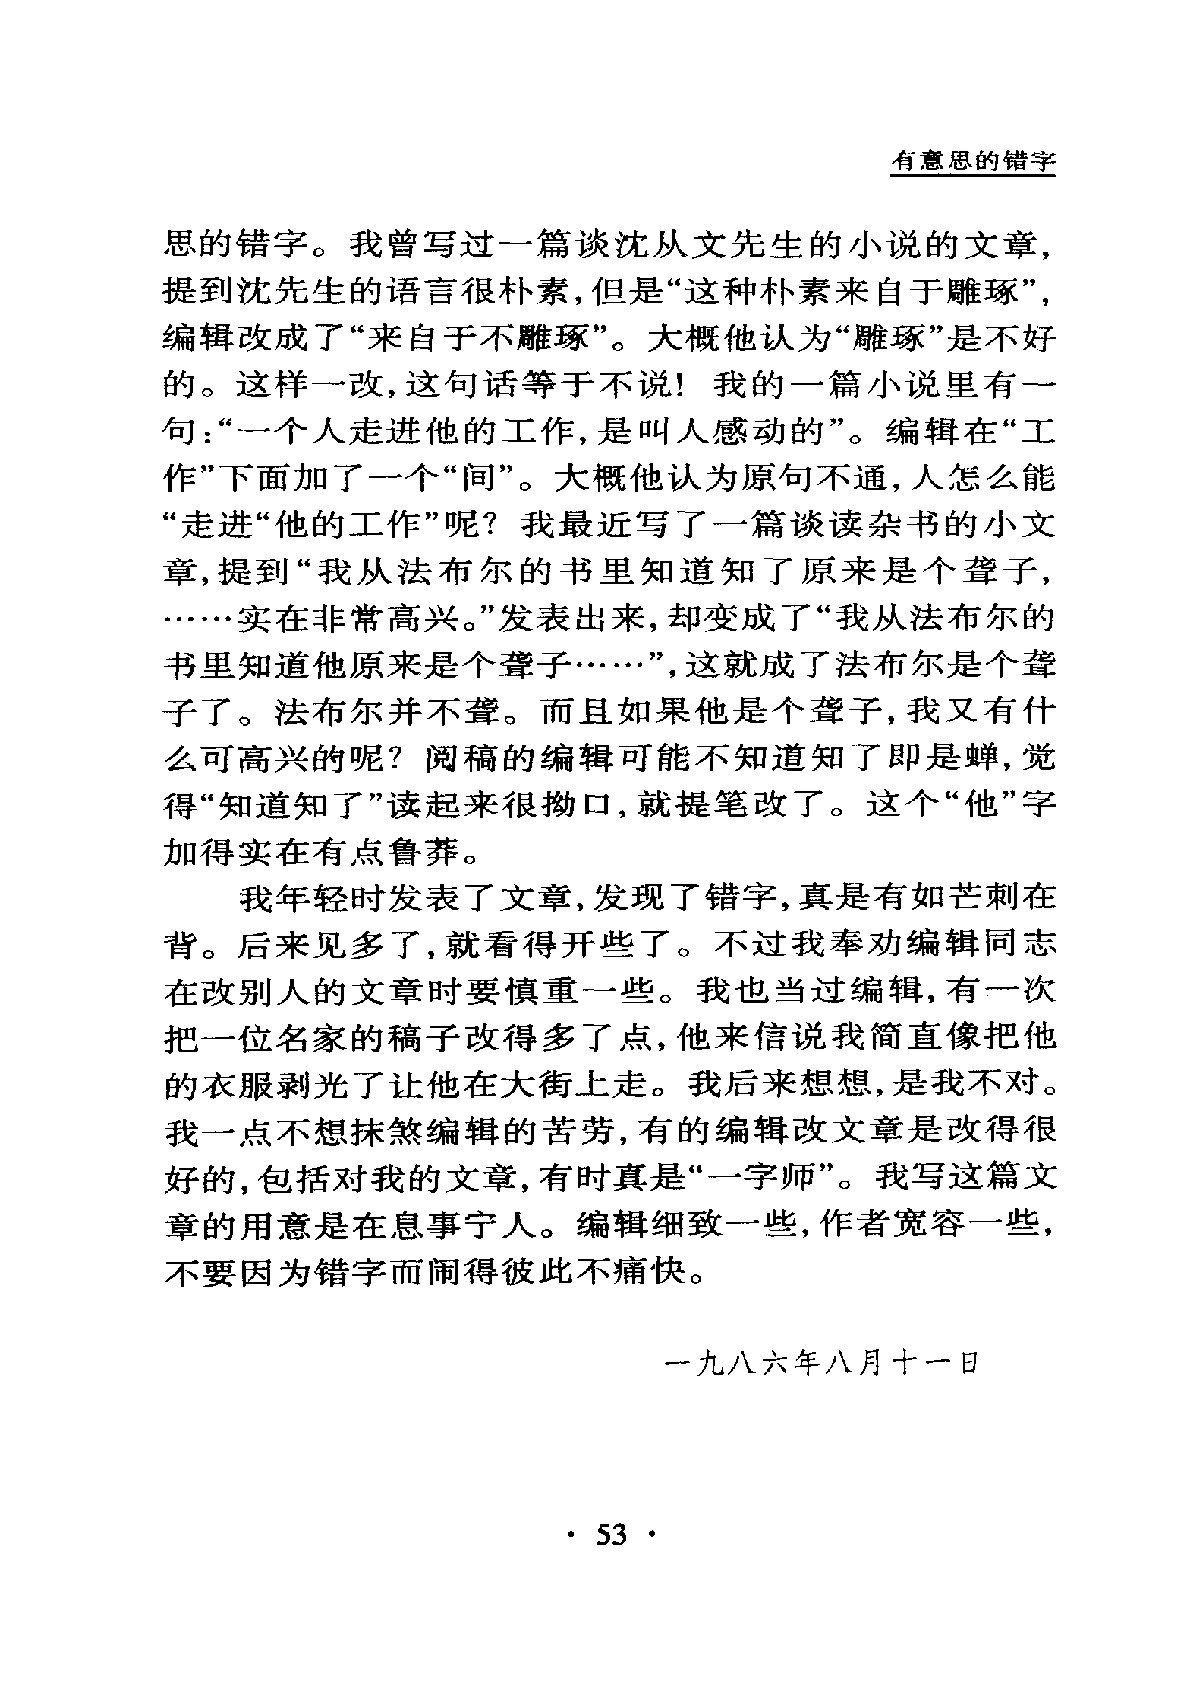 有意思的错字
思的错字。我曾写过一篇谈沈从文先生的小说的文章，
提到沈先生的语言很朴素，但是“这种朴素来自于雕琢”，
编辑改成了“来自于不雕琢”。大概他认为“雕琢”是不好
的。这样一改，这句话等于不说！我的一篇小说里有一
句：“一个人走进他的工作，是叫人感动的”。编辑在“工
作”下面加了一个“间”。大概他认为原句不通，人怎么能
“走进“他的工作”呢？我最近写了一篇谈读杂书的小文
章，提到“我从法布尔的书里知道知了原来是个聋子，
……实在非常高兴。”发表出来，却变成了“我从法布尔的
书里知道他原来是个聋子……”，这就成了法布尔是个聋
子了。法布尔并不聋。而且如果他是个聋子，我又有什
么可高兴的呢？阅稿的编辑可能不知道知了即是蝉，觉
得“知道知了”读起来很拗口，就提笔改了。这个“他”字
加得实在有点鲁莽。
我年轻时发表了文章，发现了错字，真是有如芒刺在
背。后来见多了，就看得开些了。不过我奉劝编辑同志
在改别人的文章时要慎重一些。我也当过编辑，有一次
把一位名家的稿子改得多了点，他来信说我简直像把他
的衣服剥光了让他在大街上走。我后来想想，是我不对。
我一点不想抹煞编辑的苦劳，有的编辑改文章是改得很
好的，包括对我的文章，有时真是“一字师”。我写这篇文
章的用意是在息事宁人。编辑细致一些，作者宽容一些，
不要因为错字而闹得彼此不痛快。
一九八六年八月十一日
· 53 ·